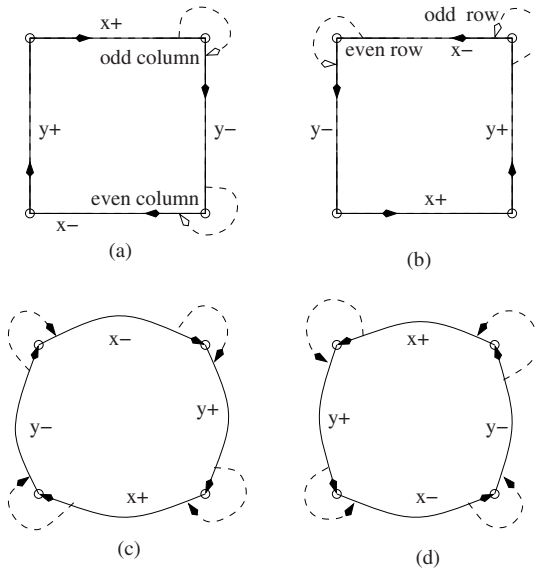 x+
odd row
odd column
even row
x−
y+
y−
y−
y+
even column
x−
x+
(a)
(b)
x−
x+
y+
y+
y−
y−
x+
x−
(c)
(d)